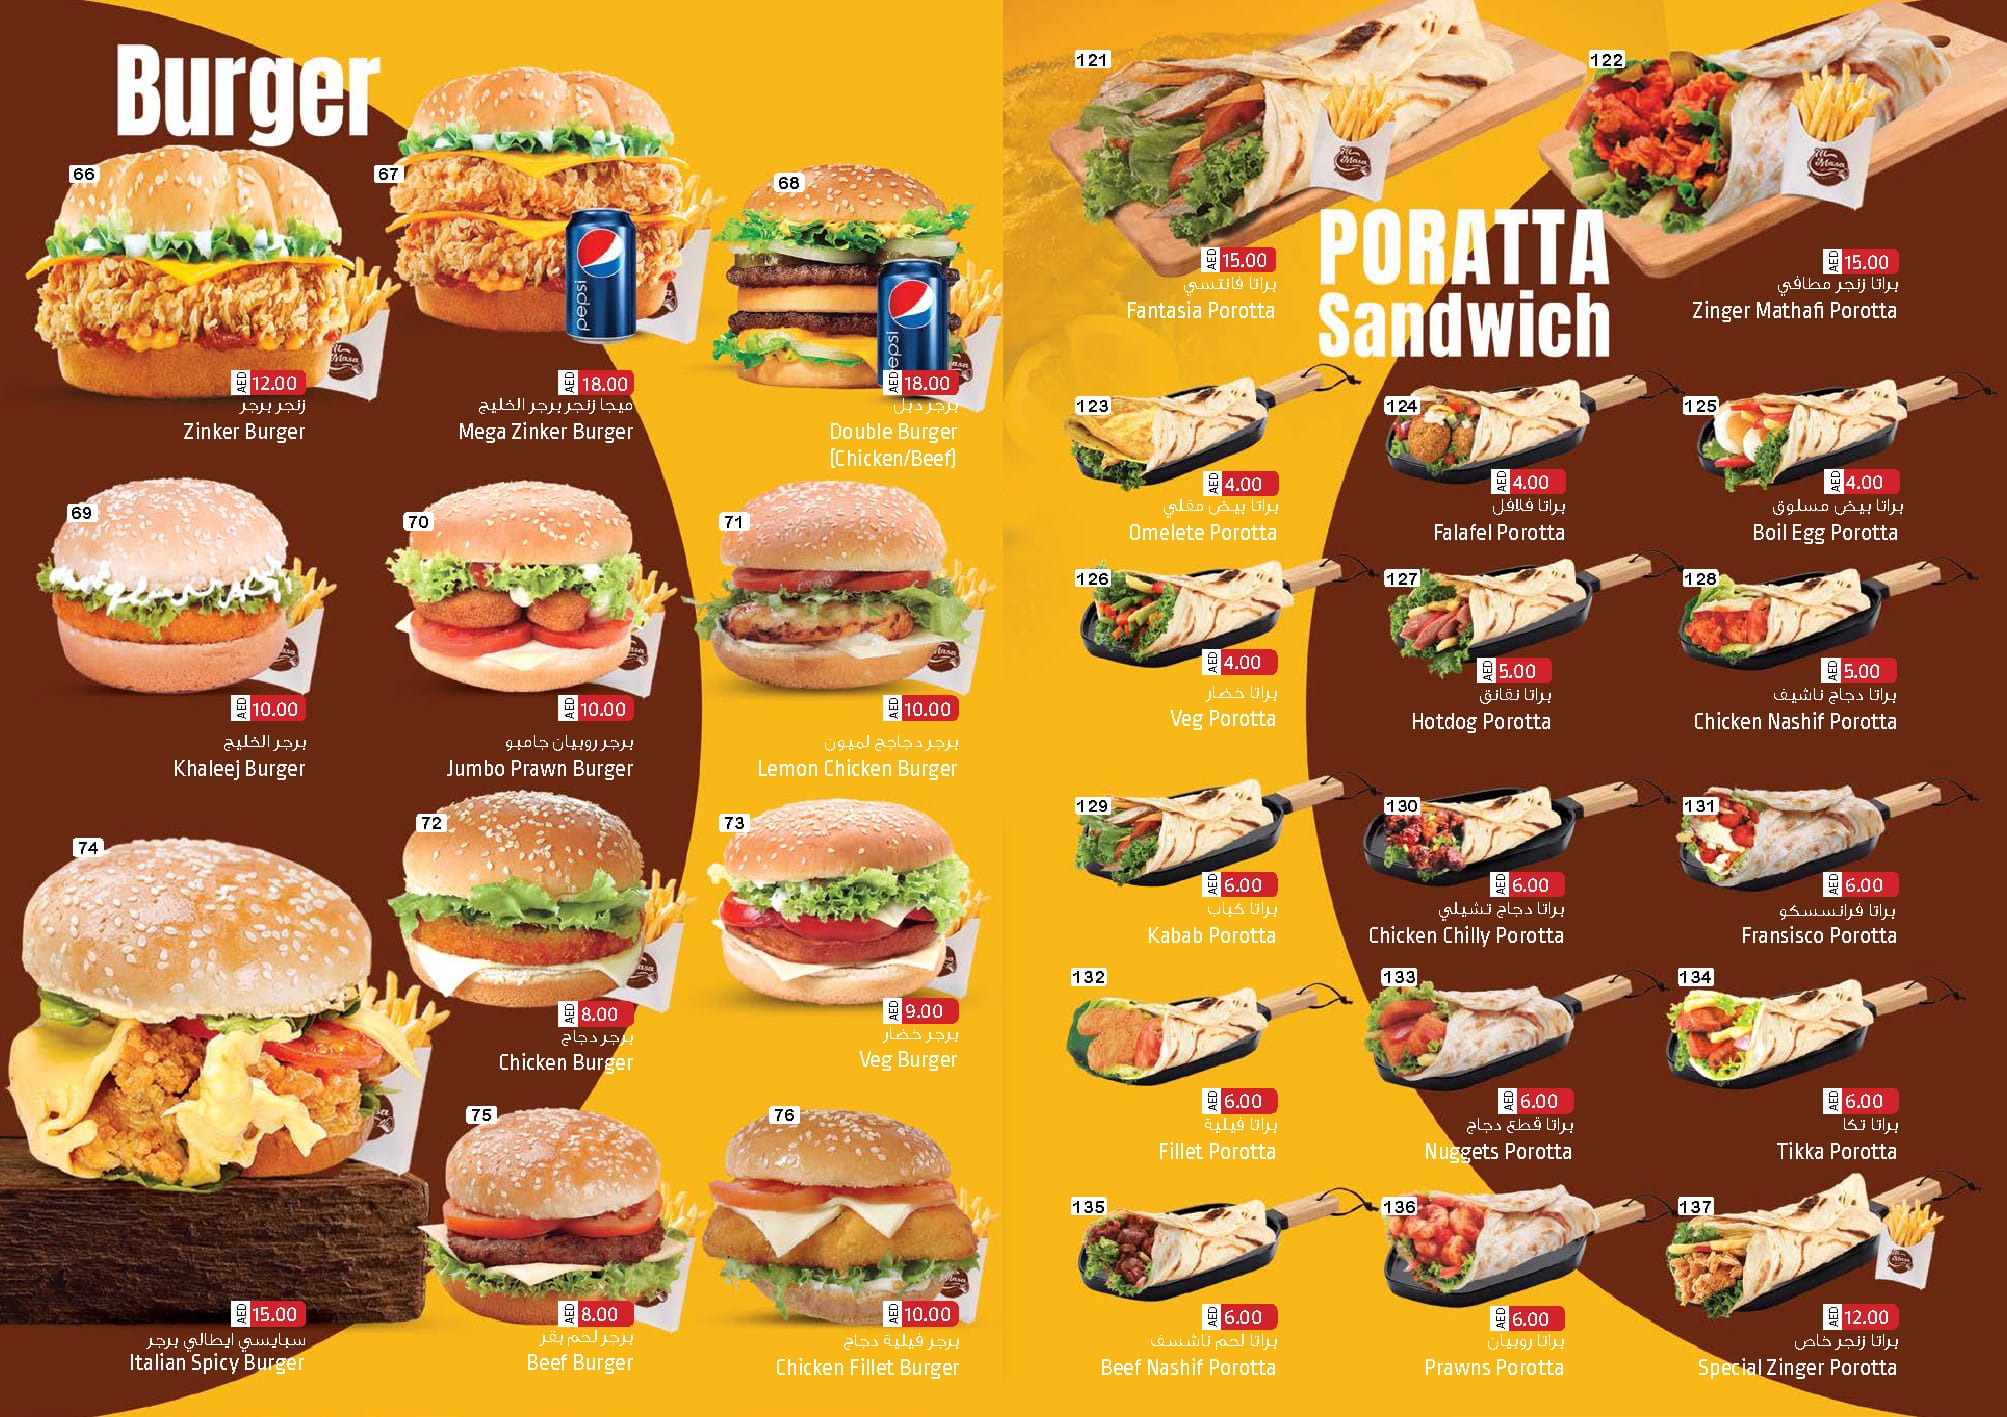 Burger
66
AED 12.00
زنجر برجر
Zinker Burger
67
pepsi
AED 18.00
ميجا زنجر برجر الخليج
Mega Zinker Burger
68
AED 18.00
برجر دبل
Double Burger
(Chicken/Beef)
69
AED 10.00
برجر الخليج
Khaleej Burger
70
AED 10.00
برجر روبيان جامبو
Jumbo Prawn Burger
71
AED 10.00
برجر دجاجج لميون
Lemon Chicken Burger
72
AED 8.00
برجر دجاج
Chicken Burger
73
AED 9.00
برجر خضار
Veg Burger
74
AED 15.00
سبايسي ايطالي برجر
Italian Spicy Burger
75
AED 8.00
برجر لحم بقر
Beef Burger
76
AED 10.00
برجر فيلية دجاج
Chicken Fillet Burger
PORATTA
Sandwich
121
Al Masa
AED 15.00
براتا فانتسي
Fantasia Porotta
122
Al Masa
AED 15.00
براتا زنجر مطافي
Zinger Mathafi Porotta
123
AED 4.00
براتا بيض مقلي
Omelete Porotta
124
AED 4.00
براتا فلافل
Falafel Porotta
125
AED 4.00
براتا بيض مسلوق
Boil Egg Porotta
126
AED 4.00
براتا خضار
Veg Porotta
127
AED 5.00
براتا نقانق
Hotdog Porotta
128
AED 5.00
براتا دجاج ناشيف
Chicken Nashif Porotta
129
AED 6.00
براتا كباب
Kabab Porotta
130
AED 6.00
براتا دجاج تشيلي
Chicken Chilly Porotta
131
AED 6.00
براتا فرانسسكو
Fransisco Porotta
132
AED 6.00
براتا فيلية
Fillet Porotta
133
AED 6.00
براتا قطع دجاج
Nuggets Porotta
134
AED 6.00
براتا تكا
Tikka Porotta
135
AED 6.00
براتا لحم ناشسف
Beef Nashif Porotta
136
AED 6.00
براتا روبيان
Prawns Porotta
137
AED 12.00
براتا زنجر خاص
Special Zinger Porotta